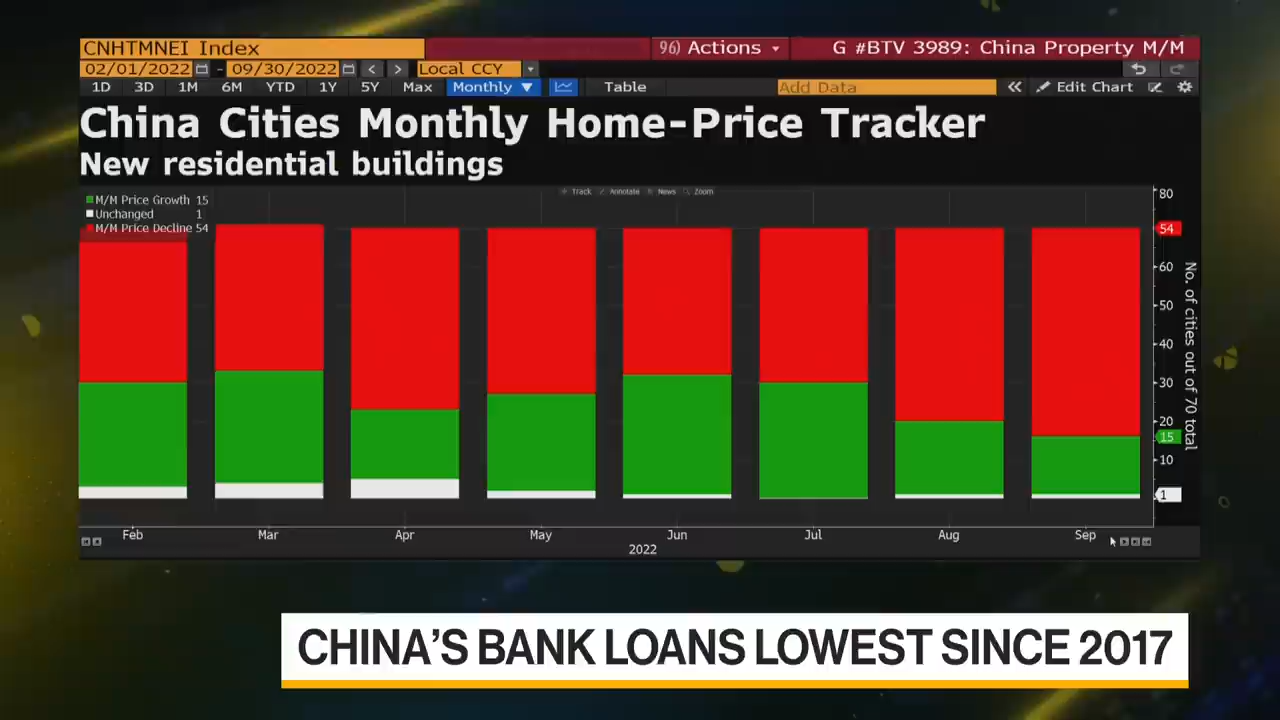 CNHTMNEI Index 96) Actions G #BTV 3989: China Property M/M
02/01/2022 - 09/30/2022 < > Local CCY
1D 3D 1M 6M YTD 1Y 5Y Max Monthly ▼ Table Add Data « Edit Chart
China Cities Monthly Home-Price Tracker
New residential buildings
Track Annotate News Zoom
M/M Price Growth 15
Unchanged 1
M/M Price Decline 54
80
54
60
50
40
30
20
15
10
1
No. of cities out of 70 total
Feb Mar Apr May Jun Jul Aug Sep
2022
CHINA'S BANK LOANS LOWEST SINCE 2017